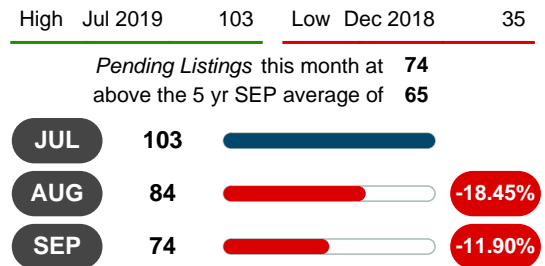 High Jul 2019 103 Low Dec 2018 35
Pending Listings this month at 74
above the 5 yr SEP average of 65
JUL 103
AUG 84 -18.45%
SEP 74 -11.90%